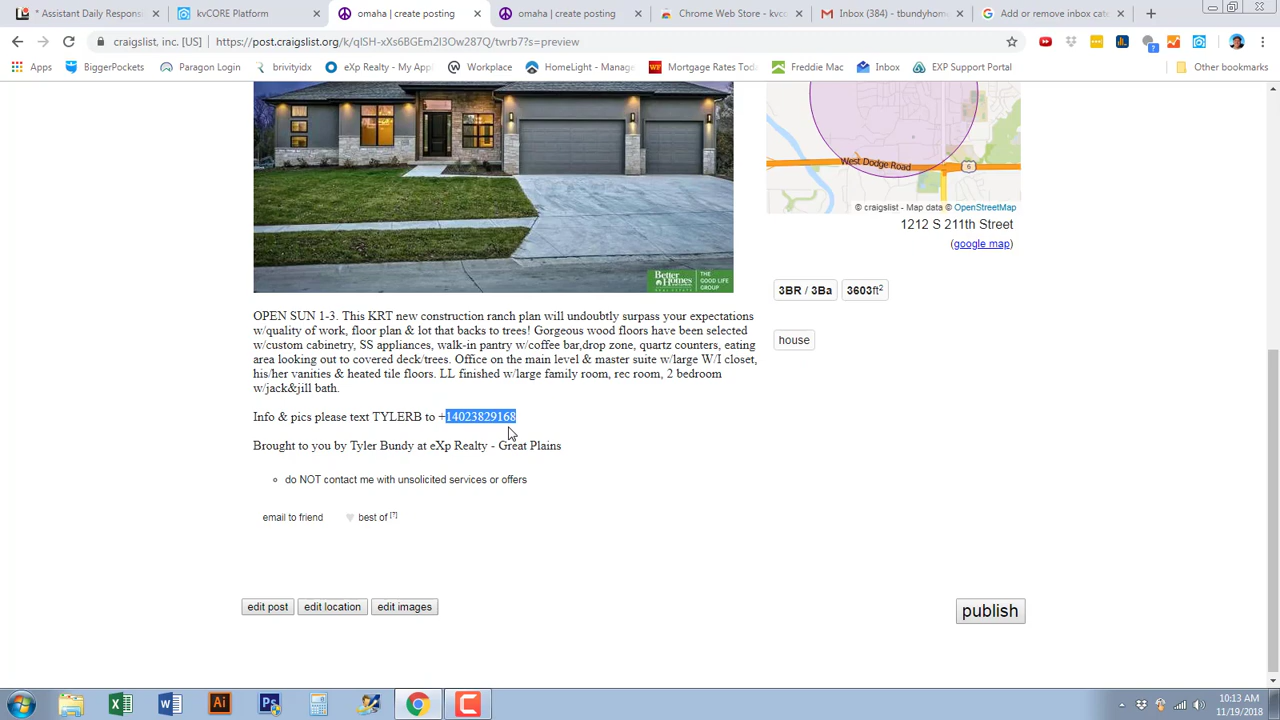 * Assistant Daily Responsi
kvCORE Platform
omaha | create posting
omaha | create posting
Chrome Web Store - kvco
Inbox (384) - tbundyhome
Add or remove inbox cate
craigslist, inc. [US] | https://post.craigslist.org/k/qISH-xXs6BGEm2I3Ow287Q/twrb7?s=preview
Apps
BiggerPockets
Paragon Login
brivityidx
eXp Realty - My App
Workplace
HomeLight - Manage
Mortgage Rates Toda
Freddie Mac
Inbox
EXP Support Portal
Other bookmarks
West Dodge Road
6
© craigslist - Map data © OpenStreetMap
1212 S 211th Street
(google map)
Better
Homes
THE
GOOD LIFE
GROUP
3BR / 3Ba
3603ft²
house
OPEN SUN 1-3. This KRT new construction ranch plan will undoubtly surpass your expectations
w/quality of work, floor plan & lot that backs to trees! Gorgeous wood floors have been selected
w/custom cabinetry, SS appliances, walk-in pantry w/coffee bar,drop zone, quartz counters, eating
area looking out to covered deck/trees. Office on the main level & master suite w/large W/I closet,
his/her vanities & heated tile floors. LL finished w/large family room, rec room, 2 bedroom
w/jack&jill bath.
Info & pics please text TYLERB to +14023829168
Brought to you by Tyler Bundy at eXp Realty - Great Plains
do NOT contact me with unsolicited services or offers
email to friend
best of [?]
edit post
edit location
edit images
publish
10:13 AM
11/19/2018